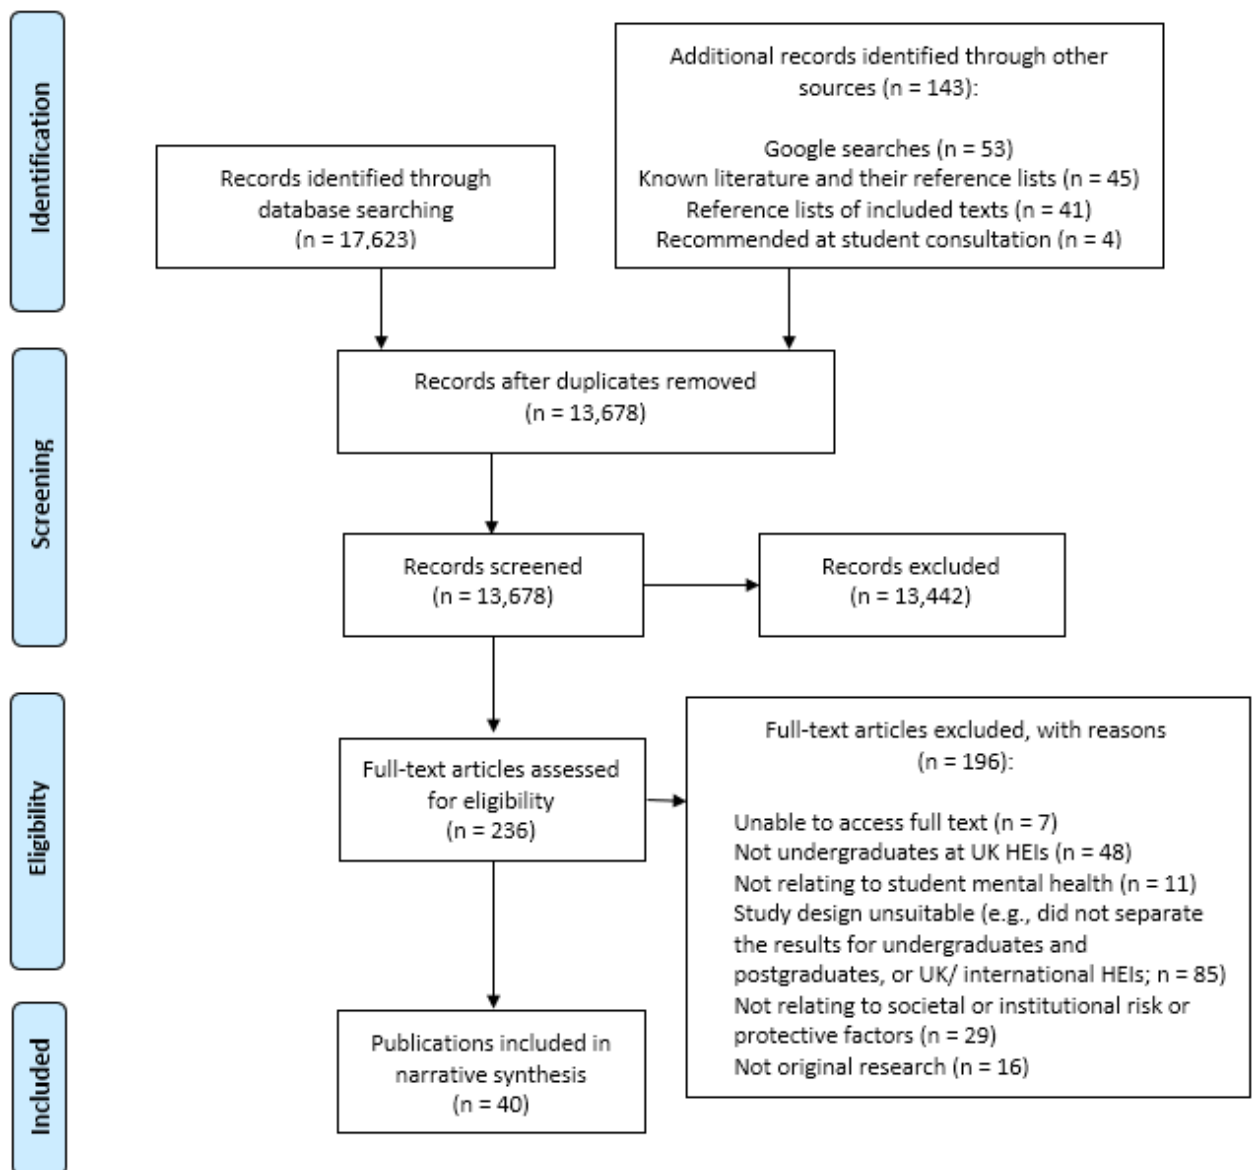 Identification
Additional records identified through other
sources (n = 143):
Google searches (n = 53)
Known literature and their reference lists (n = 45)
Reference lists of included texts (n = 41)
Recommended at student consultation (n = 4)
Records identified through
database searching
(n = 17,623)
Screening
Records after duplicates removed
(n = 13,678)
Records screened
(n = 13,678)
Records excluded
(n = 13,442)
Eligibility
Full-text articles assessed
for eligibility
(n = 236)
Full-text articles excluded, with reasons
(n = 196):
Unable to access full text (n = 7)
Not undergraduates at UK HEIs (n = 48)
Not relating to student mental health (n = 11)
Study design unsuitable (e.g., did not separate
the results for undergraduates and
postgraduates, or UK/ international HEIs; n = 85)
Not relating to societal or institutional risk or
protective factors (n = 29)
Not original research (n = 16)
Included
Publications included in
narrative synthesis
(n = 40)